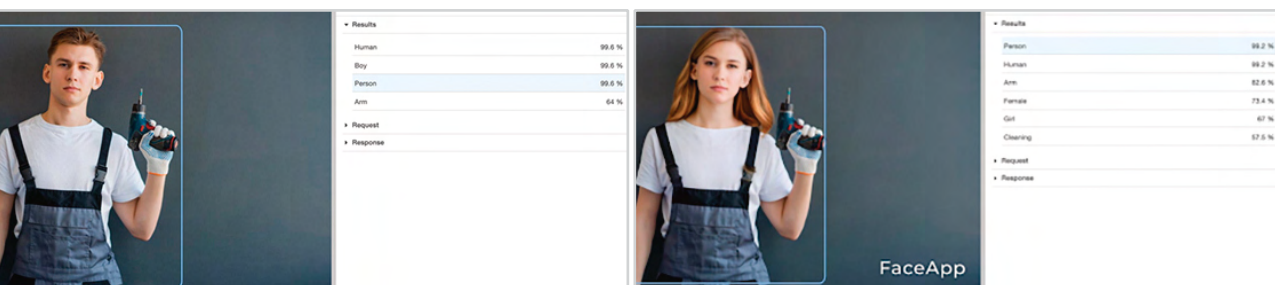 Results
Human 99.6 %
Boy 99.6 %
Person 99.6 %
Arm 64 %
Request
Response
FaceApp
Results
Person 99.2 %
Human 99.2 %
Arm 82.6 %
Female 73.4 %
Girl 67 %
Cleaning 57.5 %
Request
Response